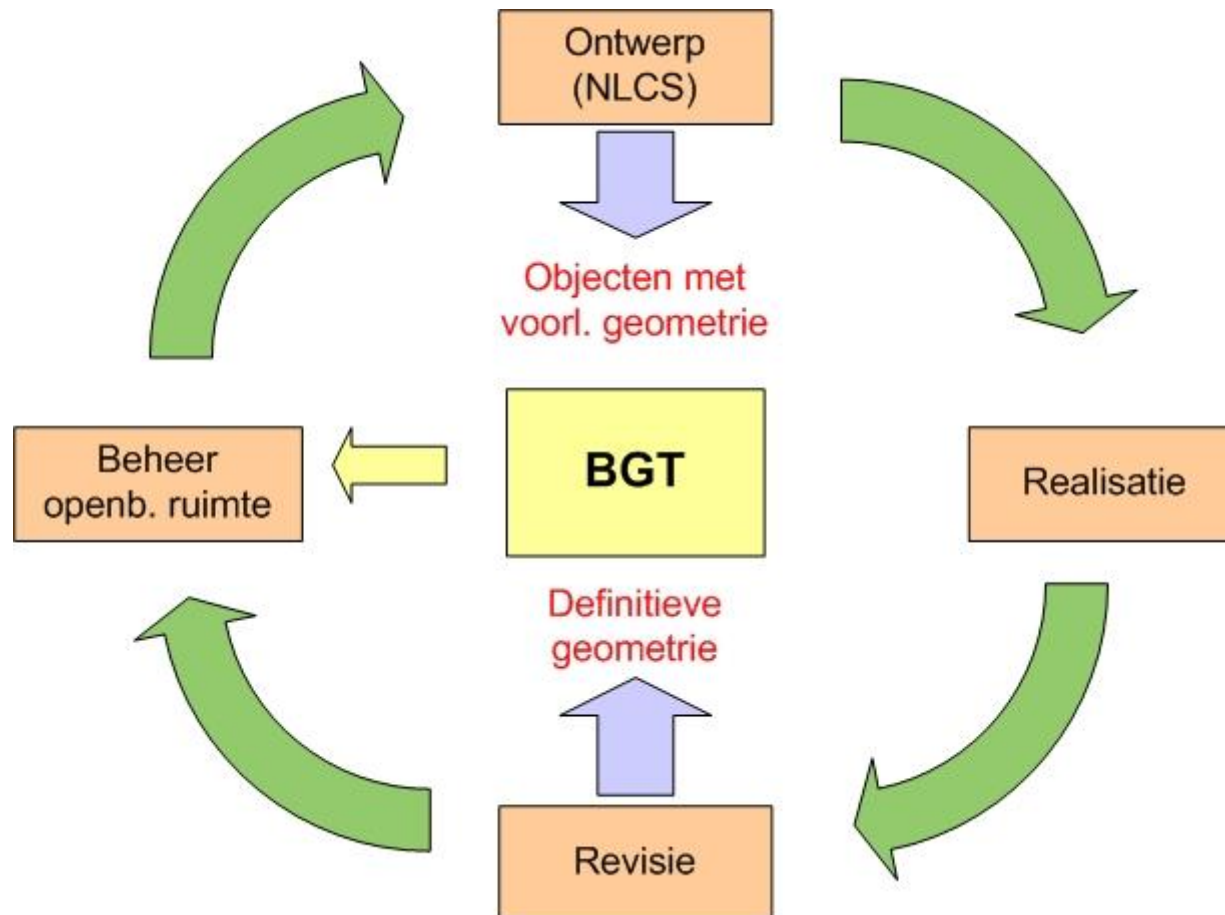 Ontwerp
(NLCS)
Objecten met
voorl. geometrie
Beheer
openb. ruimte
BGT
Realisatie
Definitieve
geometrie
Revisie